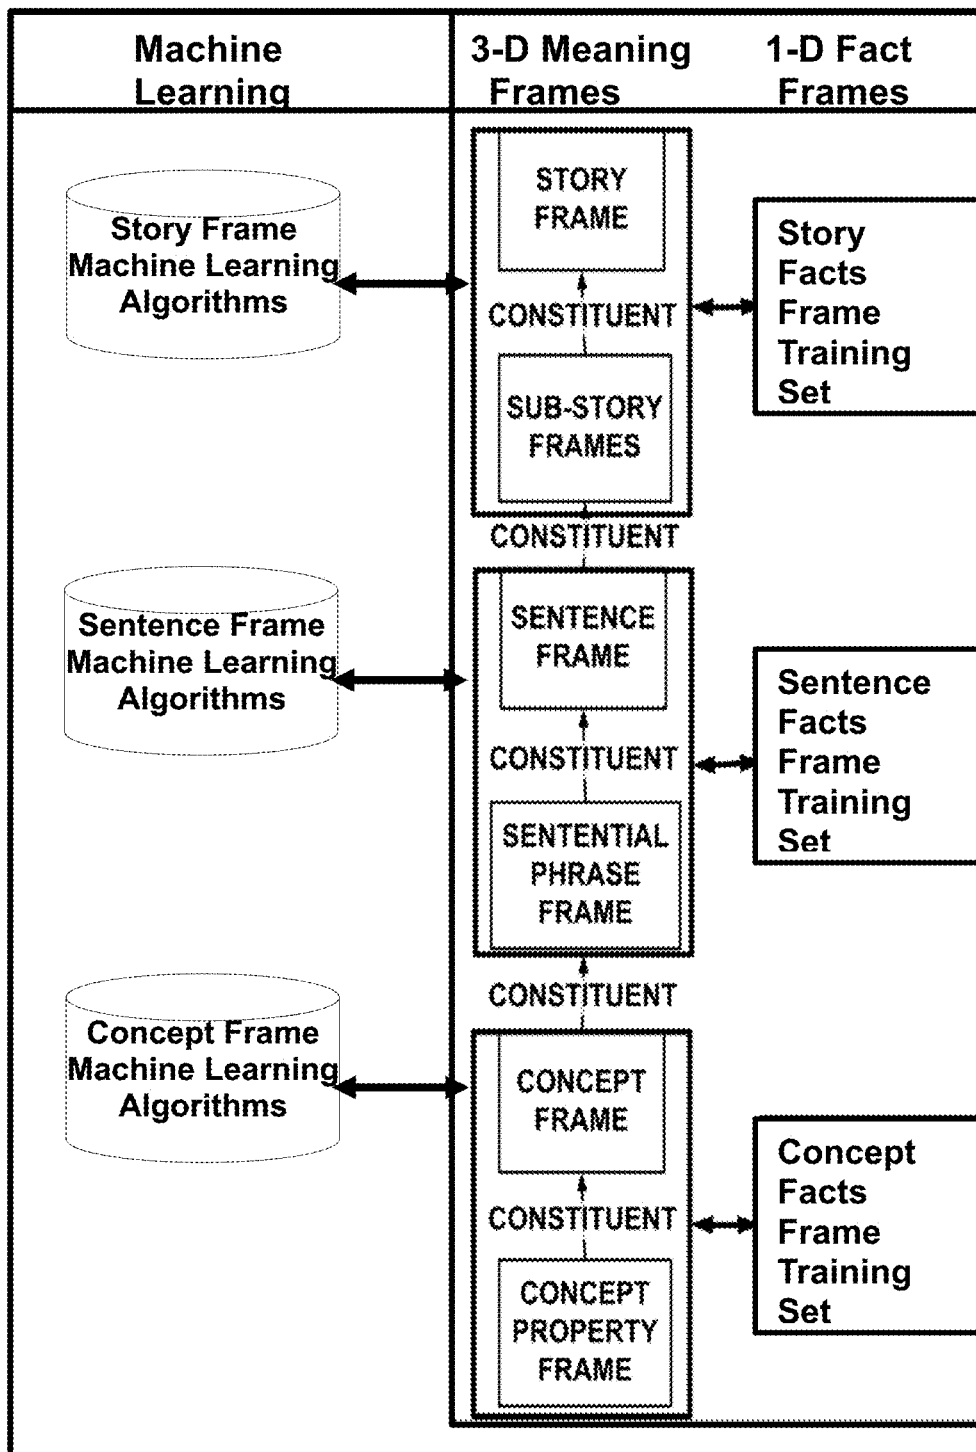 Machine
Learning
3-D Meaning
Frames
1-D Fact
Frames
Story Frame
Machine Learning
Algorithms
STORY
FRAME
CONSTITUENT
SUB-STORY
FRAMES
Story
Facts
Frame
Training
Set
CONSTITUENT
Sentence Frame
Machine Learning
Algorithms
SENTENCE
FRAME
CONSTITUENT
SENTENTIAL
PHRASE
FRAME
Sentence
Facts
Frame
Training
Set
CONSTITUENT
Concept Frame
Machine Learning
Algorithms
CONCEPT
FRAME
CONSTITUENT
CONCEPT
PROPERTY
FRAME
Concept
Facts
Frame
Training
Set